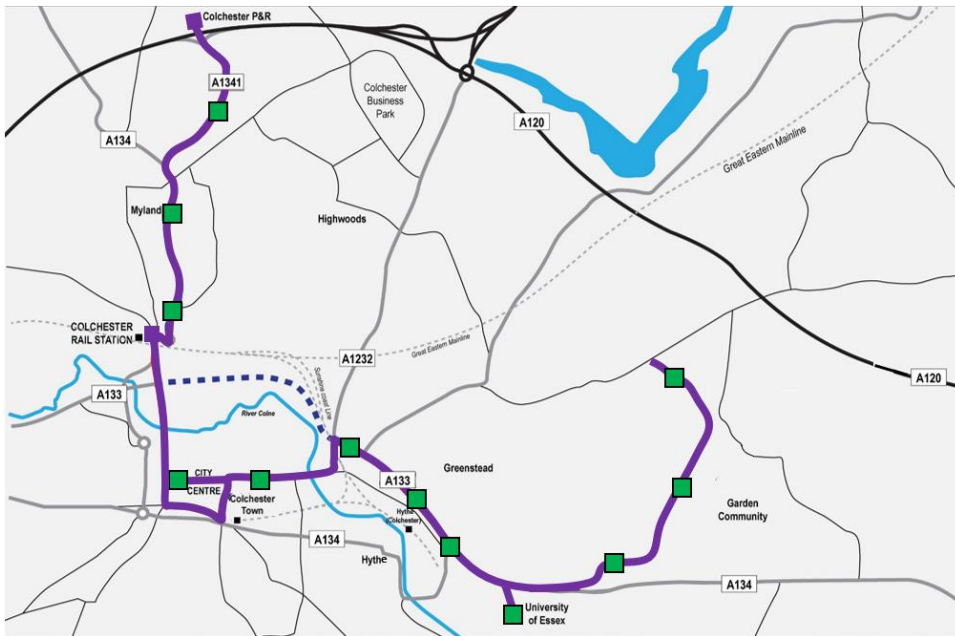 Colchester P&R
A1341
Colchester
Business
Park
A134
A120
Great Eastern Mainline
Myland
Highwoods
COLCHESTER
RAIL STATION
A1232
Great Eastern Mainline
Sunshine coast Line
A133
A120
River Colne
Greenstead
CITY
CENTRE
A133
Colchester
Town
Garden
Community
Hythe
(Colchester)
A134
Hythe
A134
University
of Essex